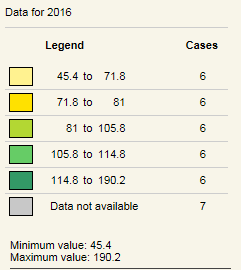 Data for 2016
Legend Cases
45.4 to 71.8 6
71.8 to 81 6
81 to 105.8 6
105.8 to 114.8 6
114.8 to 190.2 6
Data not available 7
Minimum value: 45.4
Maximum value: 190.2